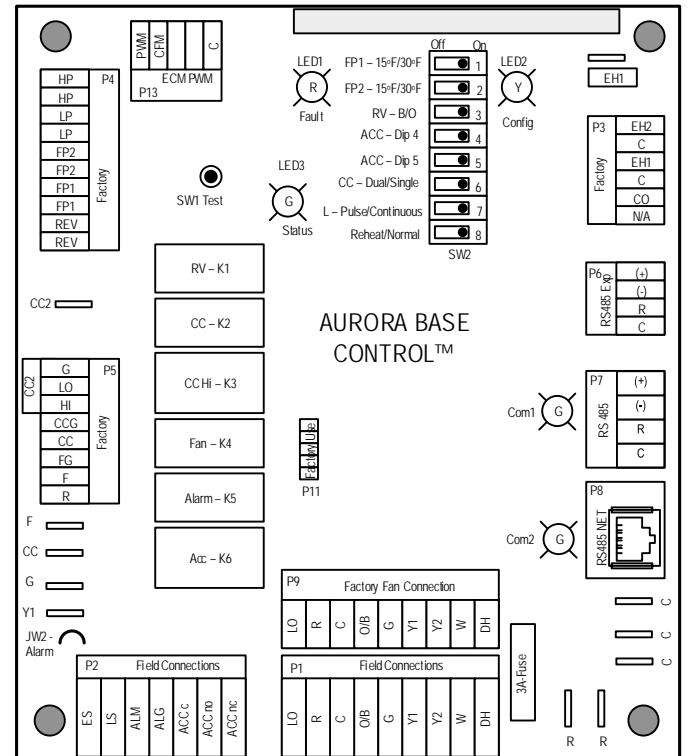 PWM
CFM
C
ECM PWM
P13
HP
HP
LP
LP
FP2
FP2
FP1
FP1
REV
REV
P4
Factory
SW1 Test
LED1
R
Fault
LED3
G
Status
Off On
FP1 – 15ºF/30ºF 1
FP2 – 15ºF/30ºF 2
RV – B/O 3
ACC – Dip 4 4
ACC – Dip 5 5
CC – Dual/Single 6
L – Pulse/Continuous 7
Reheat/Normal 8
SW2
LED2
Y
Config
EH1
P3
Factory
EH2
C
EH1
C
CO
N/A
P6
RS485 Exp
(+)
(-)
R
C
P7
RS 485
(+)
(-)
R
C
Com1
G
P8
RS485 NET
Com2
G
AURORA BASE
CONTROL™
RV – K1
CC – K2
CC Hi – K3
Fan – K4
Alarm – K5
Acc – K6
Factory Use
P11
CC2
CC2
G
LO
HI
CCG
CC
FG
F
R
P5
Factory
F
CC
G
Y1
JW2 -
Alarm
P9
Factory Fan Connection
LO
R
C
O/B
G
Y1
Y2
W
DH
P2
Field Connections
ES
LS
ALM
ALG
ACC c
ACC no
ACC nc
P1
Field Connections
LO
R
C
O/B
G
Y1
Y2
W
DH
3A-Fuse
C
C
C
R
R